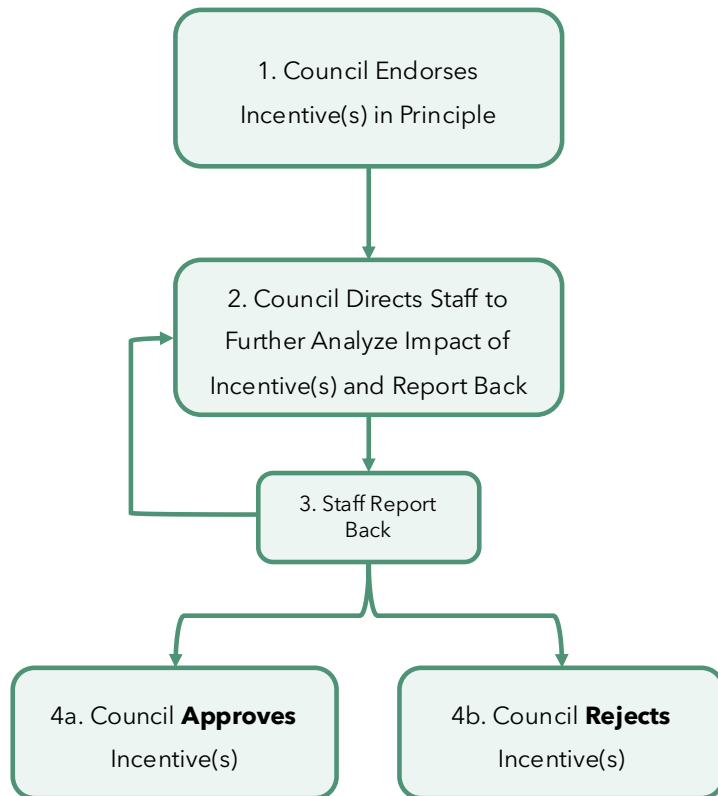 1. Council Endorses
Incentive(s) in Principle
2. Council Directs Staff to
Further Analyze Impact of
Incentive(s) and Report Back
3. Staff Report
Back
4a. Council Approves
Incentive(s)
4b. Council Rejects
Incentive(s)